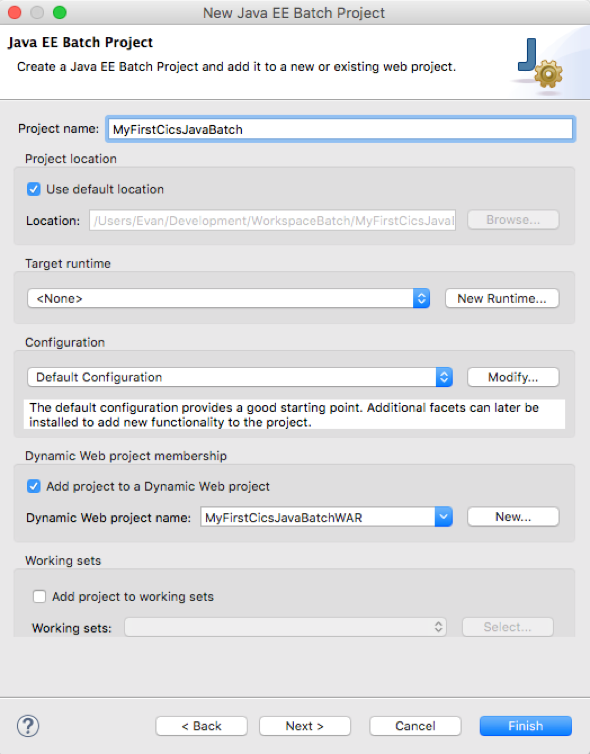 New Java EE Batch Project
Java EE Batch Project
Create a Java EE Batch Project and add it to a new or existing web project.
Project name: MyFirstCicsJavaBatch
Project location
Use default location
Location: /Users/Evan/Development/WorkspaceBatch/MyFirstCicsJaval Browse...
Target runtime
<None> New Runtime...
Configuration
Default Configuration Modify...
The default configuration provides a good starting point. Additional facets can later be
installed to add new functionality to the project.
Dynamic Web project membership
Add project to a Dynamic Web project
Dynamic Web project name: MyFirstCicsJavaBatchWAR New...
Working sets
Add project to working sets
Working sets: Select...
? < Back Next > Cancel Finish